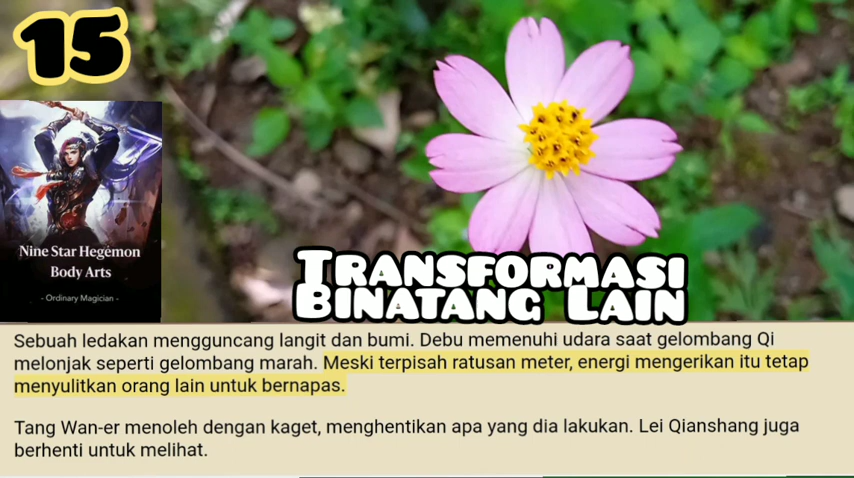 15
Nine Star Hegemon
Body Arts
- Ordinary Magician -
Transformasi
Binatang Lain
Sebuah ledakan mengguncang langit dan bumi. Debu memenuhi udara saat gelombang Qi
melonjak seperti gelombang marah. Meski terpisah ratusan meter, energi mengerikan itu tetap
menyulitkan orang lain untuk bernapas.
Tang Wan-er menoleh dengan kaget, menghentikan apa yang dia lakukan. Lei Qianshang juga
berhenti untuk melihat.